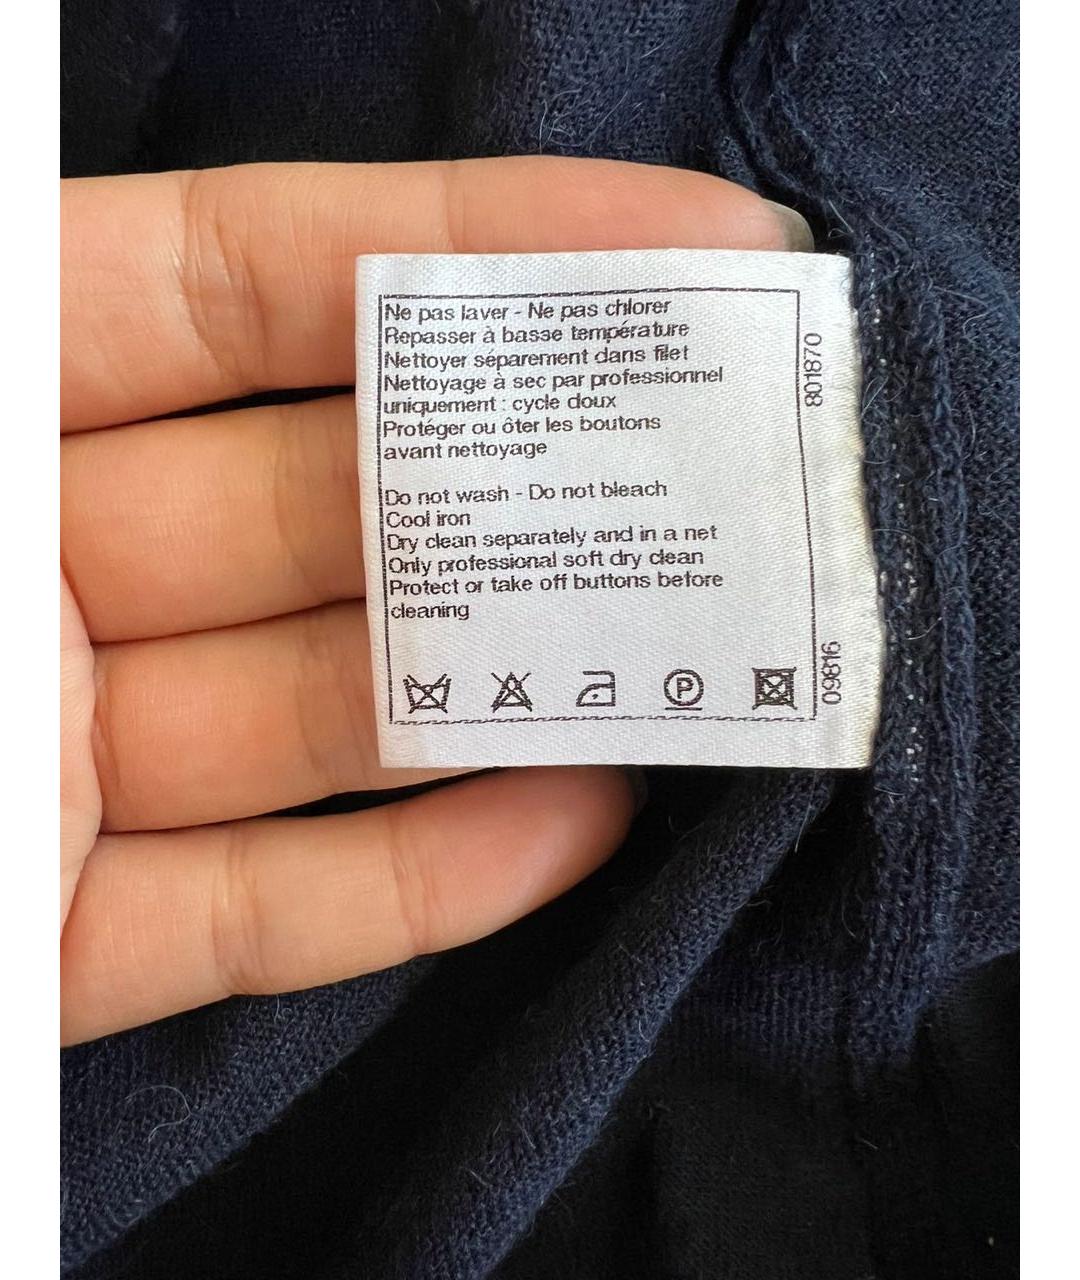 Ne pas laver - Ne pas chlorer
Repasser à basse température
Nettoyer séparement dans filet
Nettoyage à sec par professionnel
uniquement : cycle doux
Protéger ou ôter les boutons
avant nettoyage
Do not wash - Do not bleach
Cool iron
Dry clean separately and in a net
Only professional soft dry clean
Protect or take off buttons before
cleaning
P
801870
09816